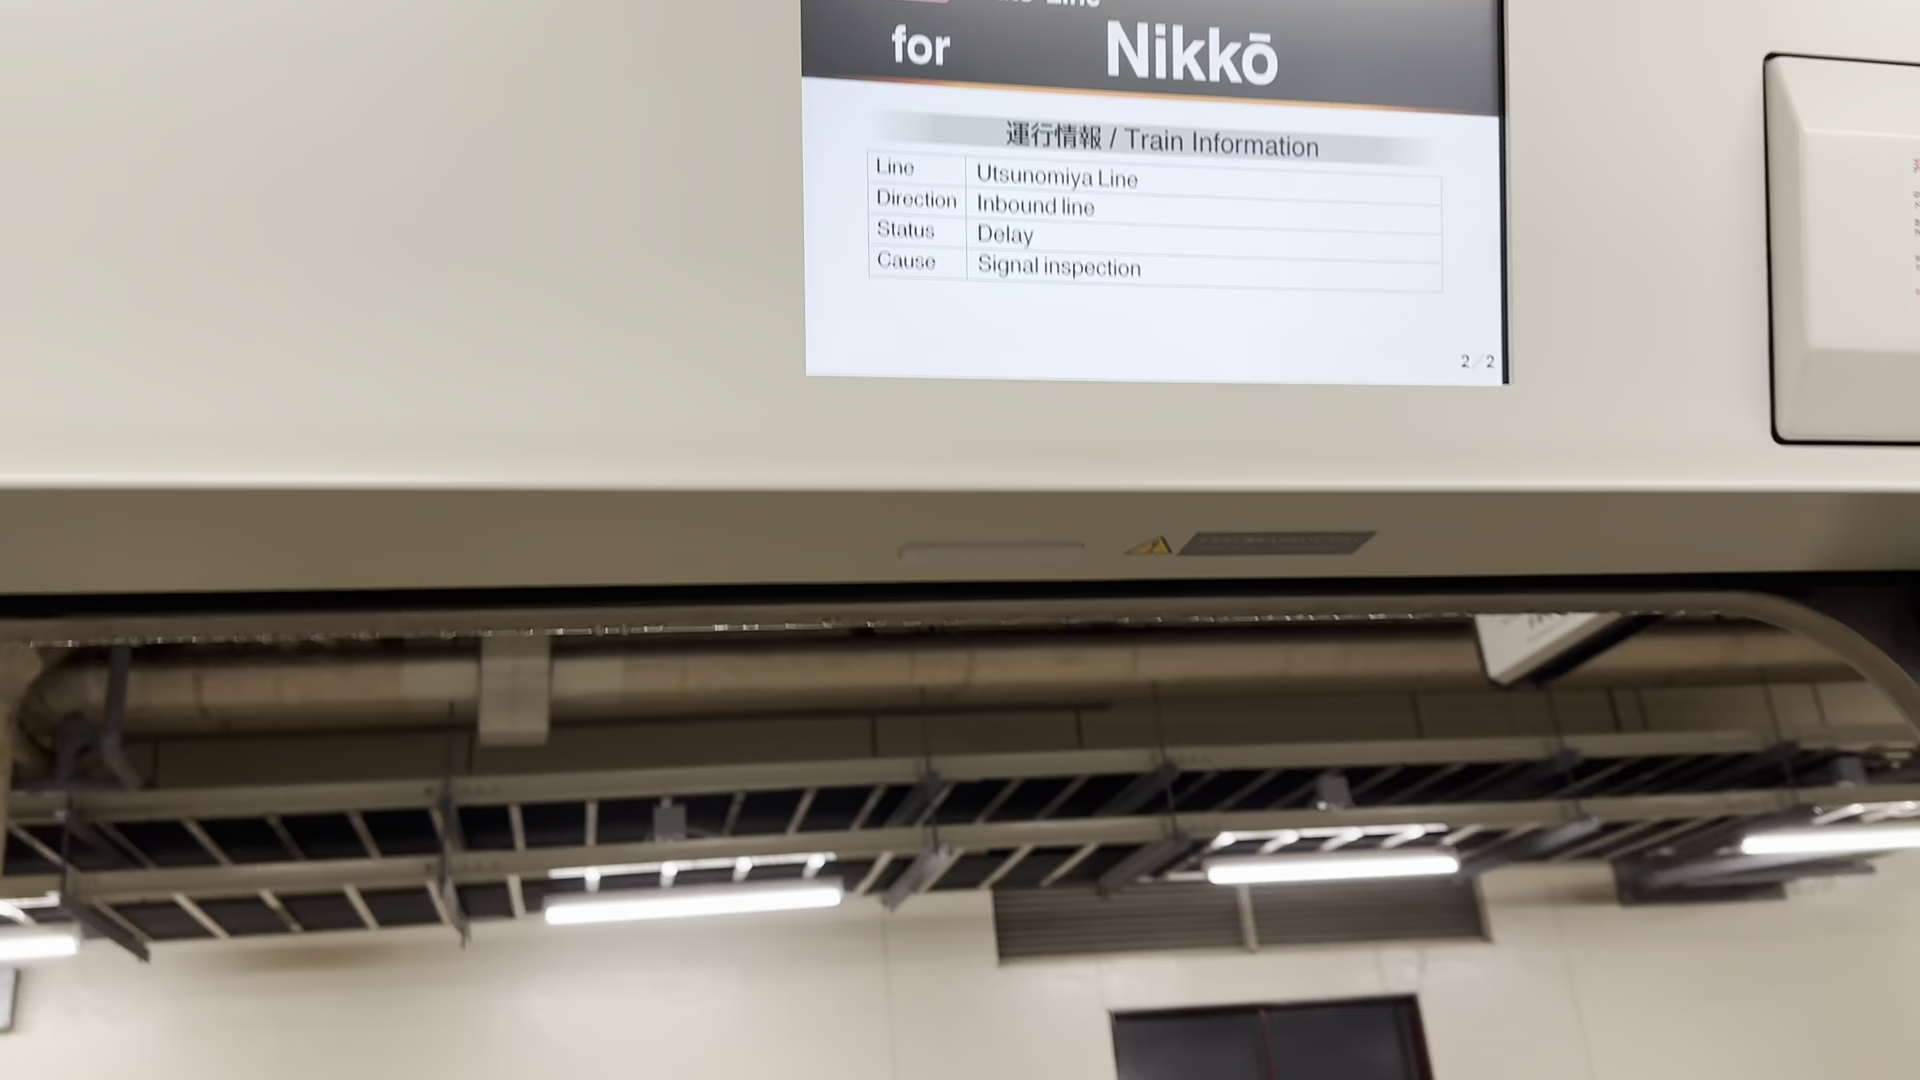 Line
for Nikkō
運行情報 / Train Information
Line Utsunomiya Line
Direction Inbound line
Status Delay
Cause Signal inspection
2/2